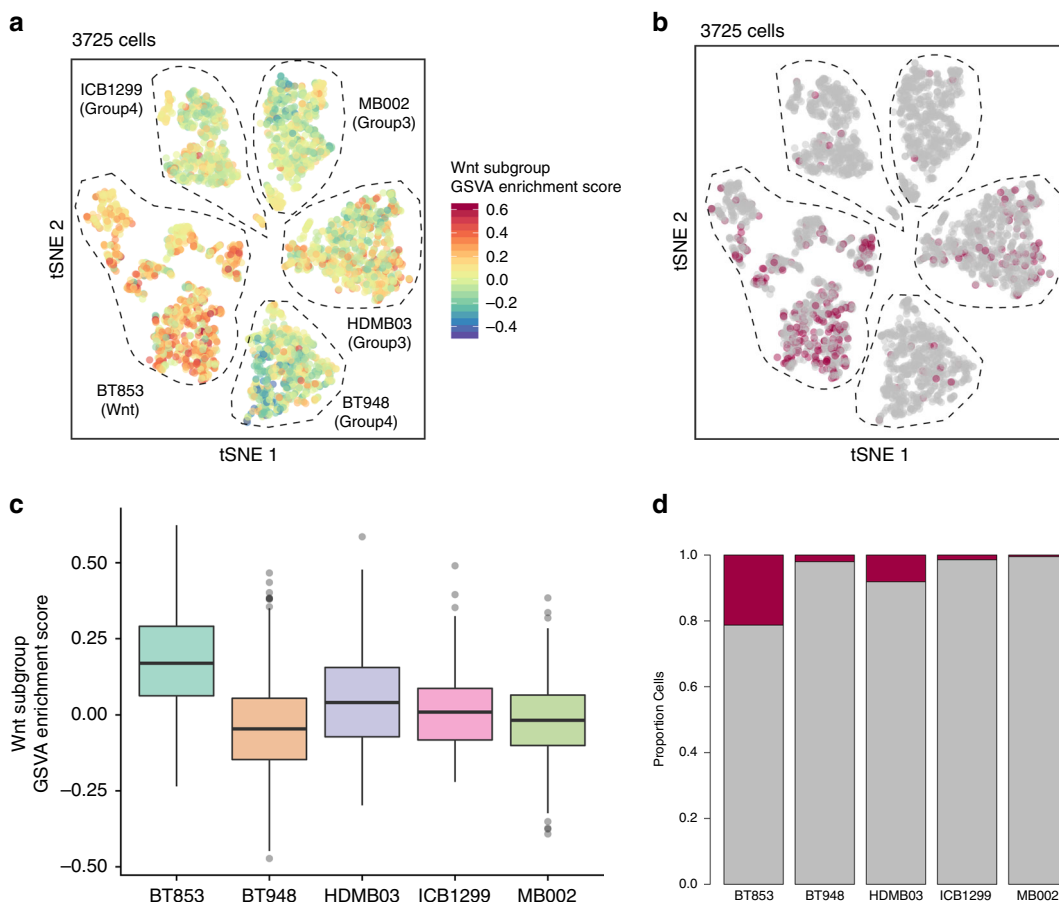 a
3725 cells
ICB1299
(Group4)
MB002
(Group3)
HDMB03
(Group3)
BT853
(Wnt)
BT948
(Group4)
tSNE 2
tSNE 1
Wnt subgroup
GSVA enrichment score
0.6
0.4
0.2
0.0
−0.2
−0.4
b
3725 cells
tSNE 2
tSNE 1
c
Wnt subgroup
GSVA enrichment score
0.50
0.25
0.00
−0.25
−0.50
BT853
BT948
HDMB03
ICB1299
MB002
d
Proportion Cells
1.0
0.8
0.6
0.4
0.2
0.0
BT853
BT948
HDMB03
ICB1299
MB002